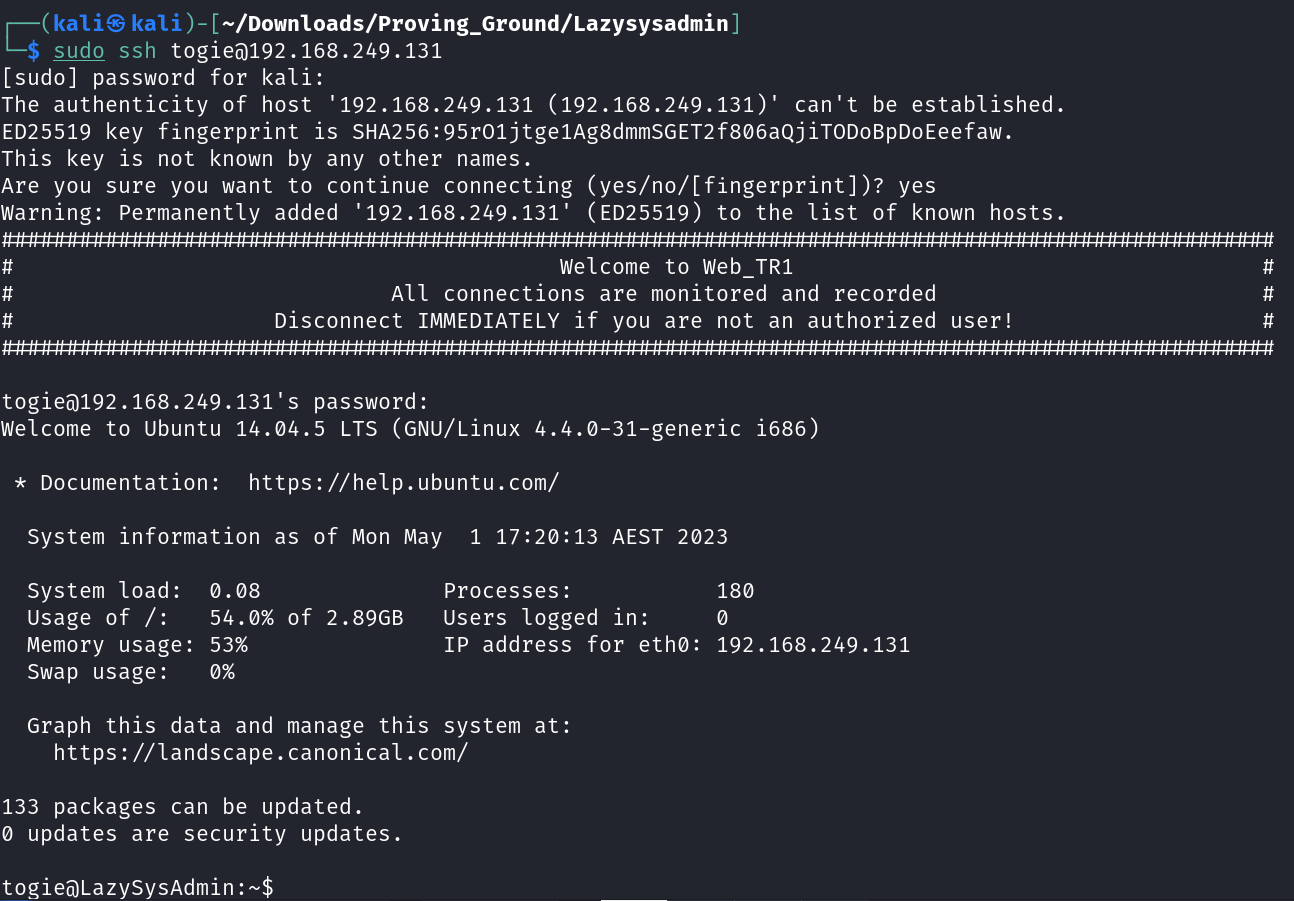 ┌──(kali㉿kali)-[~/Downloads/Proving_Ground/Lazysysadmin]
└─$ sudo ssh togie@192.168.249.131
[sudo] password for kali:
The authenticity of host '192.168.249.131 (192.168.249.131)' can't be established.
ED25519 key fingerprint is SHA256:95rO1jtge1Ag8dmmSGET2f806aQjiTODoBpDoEeefaw.
This key is not known by any other names.
Are you sure you want to continue connecting (yes/no/[fingerprint])? yes
Warning: Permanently added '192.168.249.131' (ED25519) to the list of known hosts.
##################################################################################################
#                                          Welcome to Web_TR1                                    #
#                             All connections are monitored and recorded                         #
#                    Disconnect IMMEDIATELY if you are not an authorized user!                   #
##################################################################################################
togie@192.168.249.131's password:
Welcome to Ubuntu 14.04.5 LTS (GNU/Linux 4.4.0-31-generic i686)
* Documentation:  https://help.ubuntu.com/
System information as of Mon May  1 17:20:13 AEST 2023
System load:  0.08                  Processes:           180
Usage of /:   54.0% of 2.89GB   Users logged in:     0
Memory usage: 53%               IP address for eth0: 192.168.249.131
Swap usage:   0%
Graph this data and manage this system at:
https://landscape.canonical.com/
133 packages can be updated.
0 updates are security updates.
togie@LazySysAdmin:~$